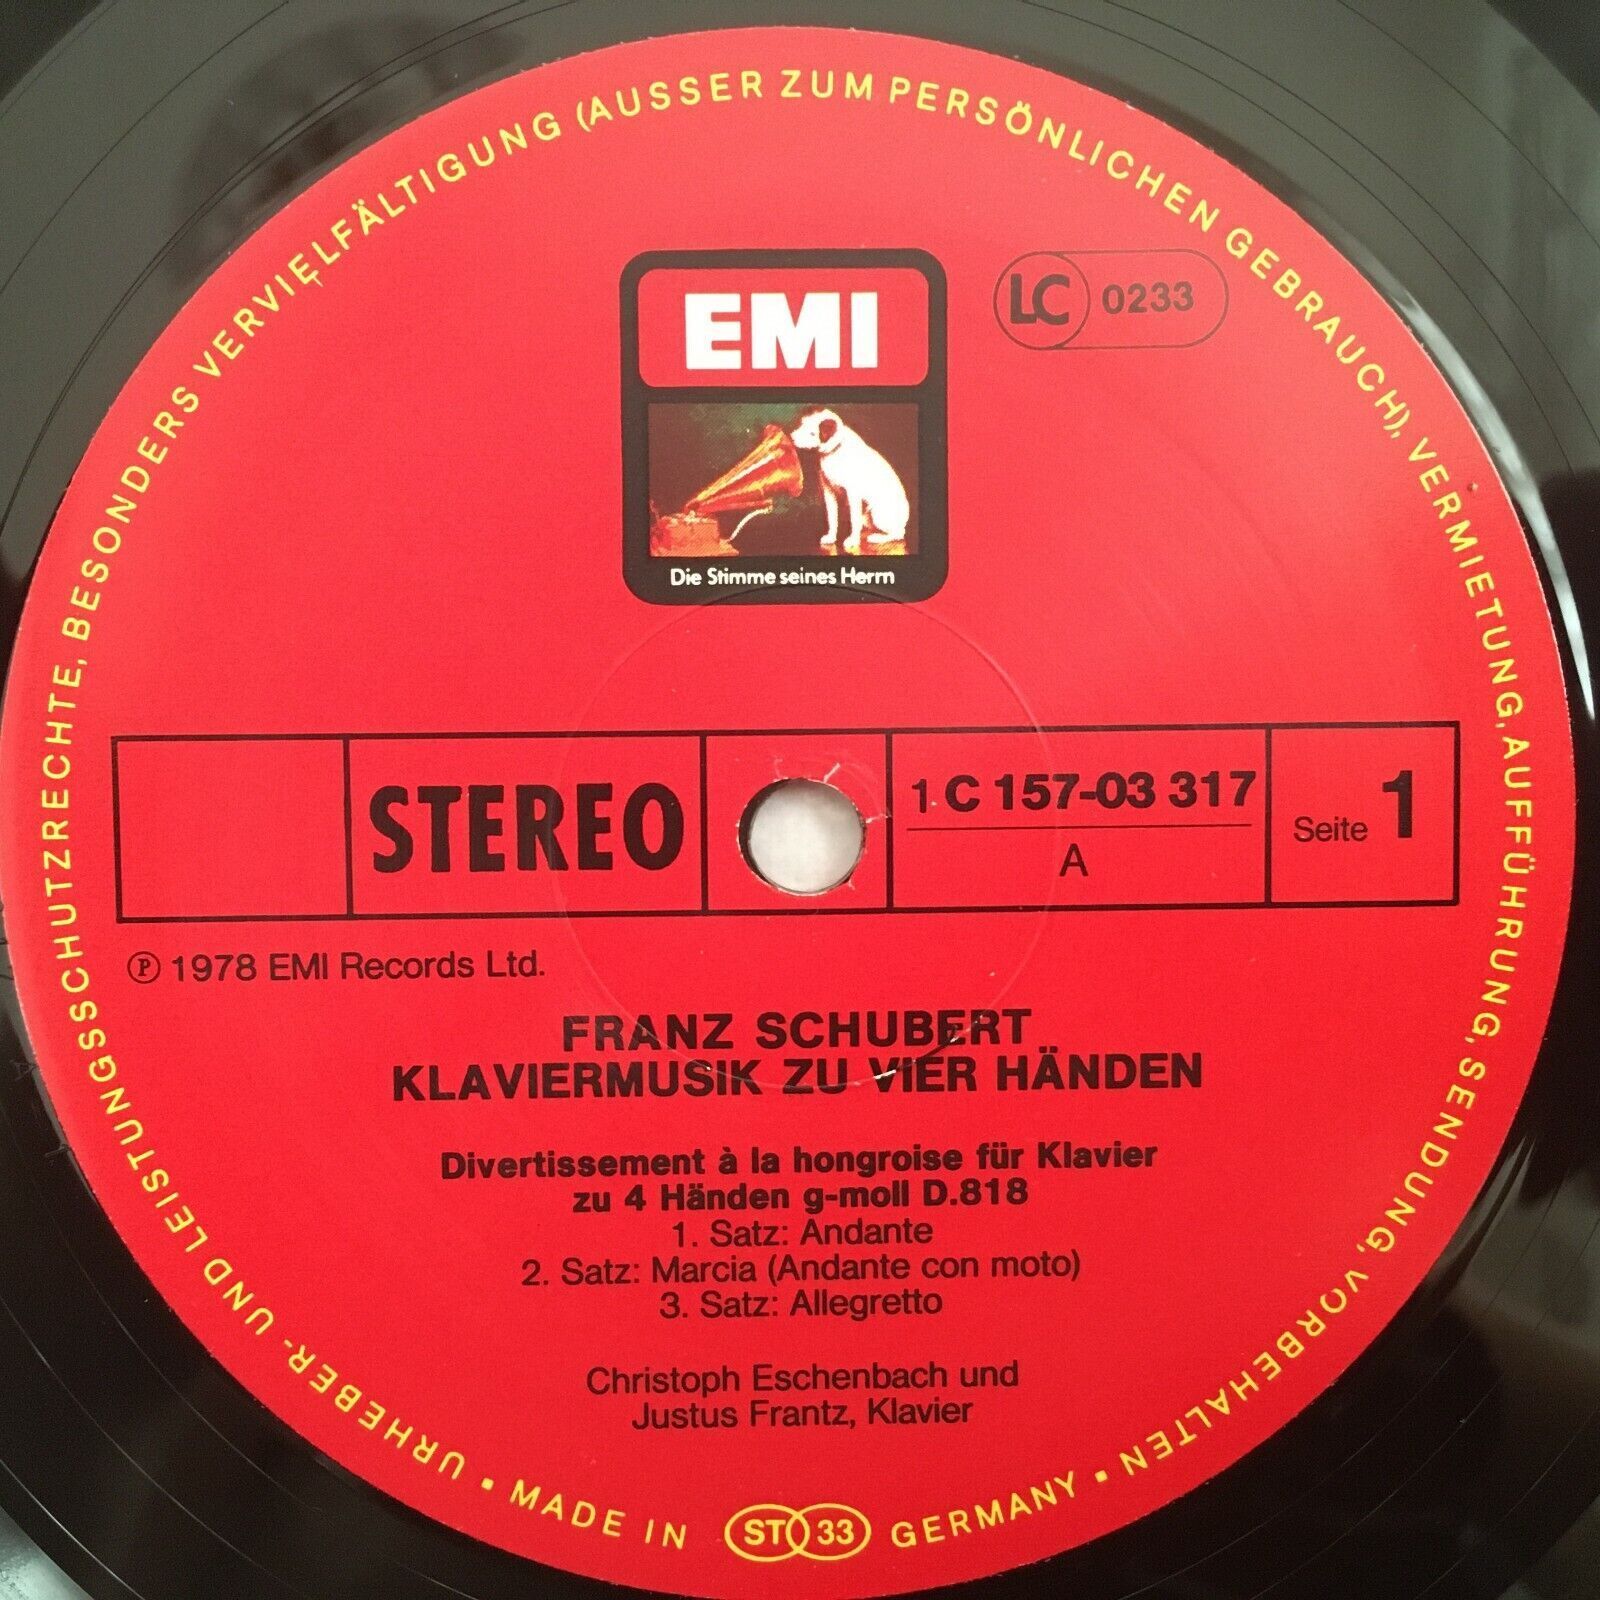 EMI
Die Stimme seines Herrn
LC 0233
STEREO
1 C 157-03 317
A
Seite 1
Ⓟ 1978 EMI Records Ltd.
FRANZ SCHUBERT
KLAVIERMUSIK ZU VIER HÄNDEN
Divertissement à la hongroise für Klavier
zu 4 Händen g-moll D.818
1. Satz: Andante
2. Satz: Marcia (Andante con moto)
3. Satz: Allegretto
Christoph Eschenbach und
Justus Frantz, Klavier
URHEBER- UND LEISTUNGSSCHUTZRECHTE, BESONDERS VERVIELFÄLTIGUNG (AUSSER ZUM PERSÖNLICHEN GEBRAUCH), VERMIETUNG, AUFFÜHRUNG, SENDUNG, VORBEHALTEN
• MADE IN ST 33 GERMANY •